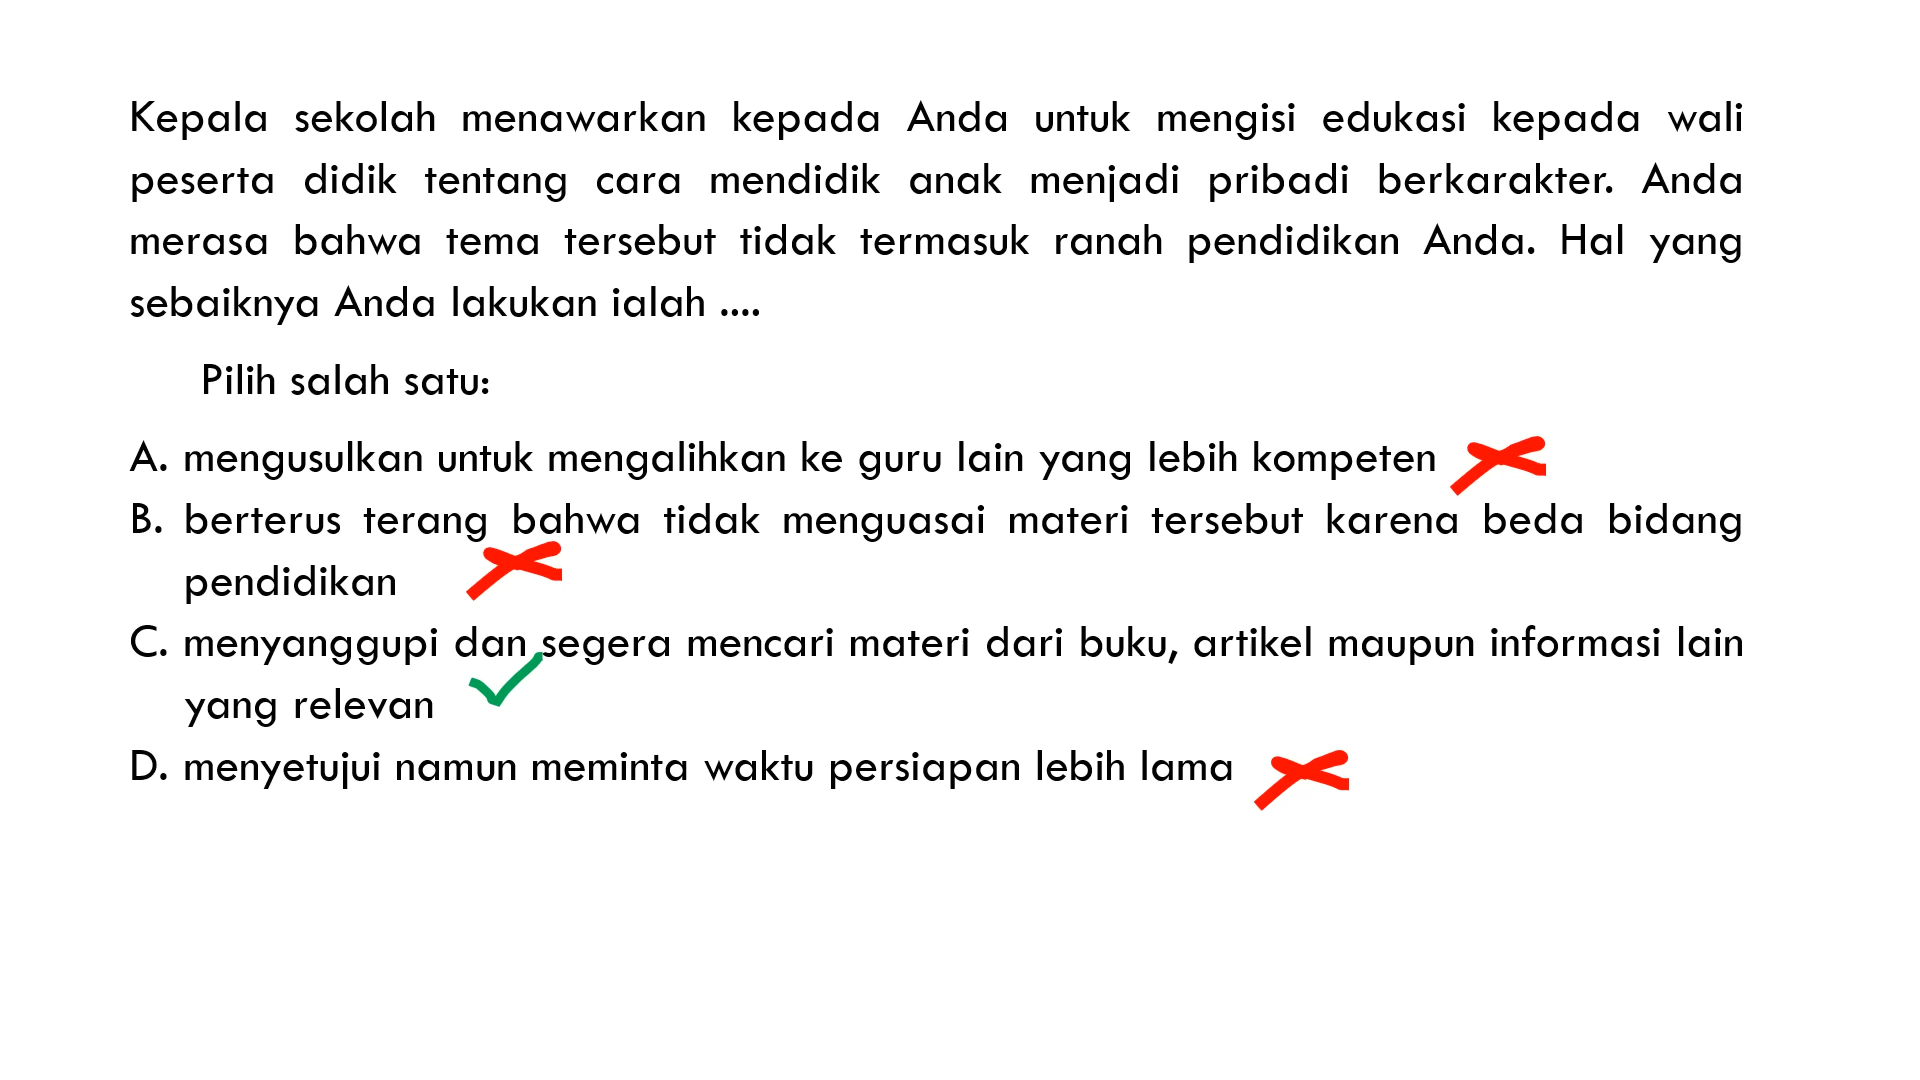 Kepala sekolah menawarkan kepada Anda untuk mengisi edukasi kepada wali
peserta didik tentang cara mendidik anak menjadi pribadi berkarakter. Anda
merasa bahwa tema tersebut tidak termasuk ranah pendidikan Anda. Hal yang
sebaiknya Anda lakukan ialah ....
Pilih salah satu:
A. mengusulkan untuk mengalihkan ke guru lain yang lebih kompeten
B. berterus terang bahwa tidak menguasai materi tersebut karena beda bidang
pendidikan
C. menyanggupi dan segera mencari materi dari buku, artikel maupun informasi lain
yang relevan
D. menyetujui namun meminta waktu persiapan lebih lama